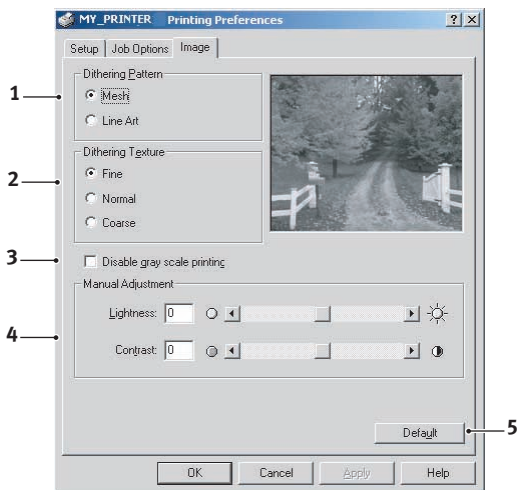 MY_PRINTER Printing Preferences
Setup Job Options Image
Dithering Pattern
1
Mesh
Line Art
Dithering Texture
2
Fine
Normal
Coarse
3
Disable gray scale printing
Manual Adjustment
Lightness: 0
4
Contrast: 0
Default
5
OK Cancel Apply Help